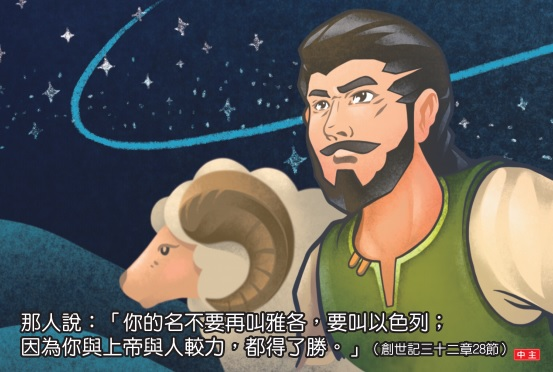 那人說：「你的名不要再叫雅各，要叫以色列；
因為你與上帝與人較力，都得了勝。」（創世記三十二章28節）中主